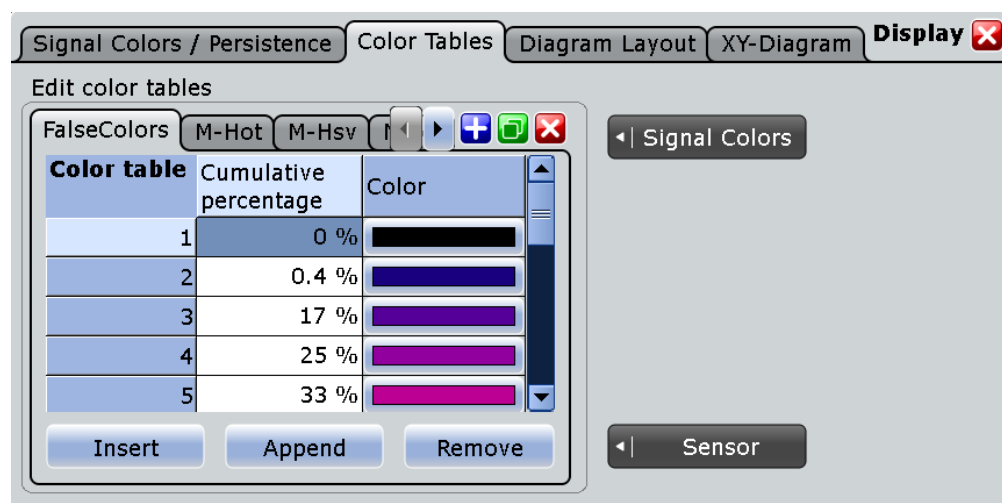 Signal Colors / Persistence Color Tables Diagram Layout XY-Diagram Display
Edit color tables
FalseColors M-Hot M-Hsv
Signal Colors
Color table Cumulative percentage Color
1 0 %
2 0.4 %
3 17 %
4 25 %
5 33 %
Insert Append Remove
Sensor